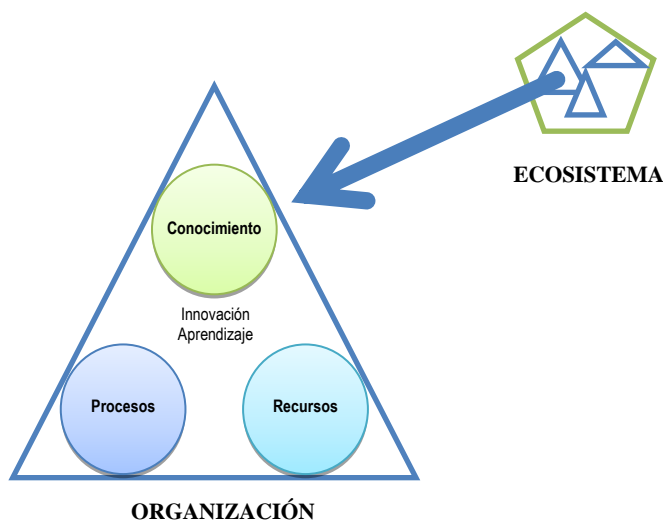 ECOSISTEMA
Conocimiento
Innovación
Aprendizaje
Procesos
Recursos
ORGANIZACIÓN